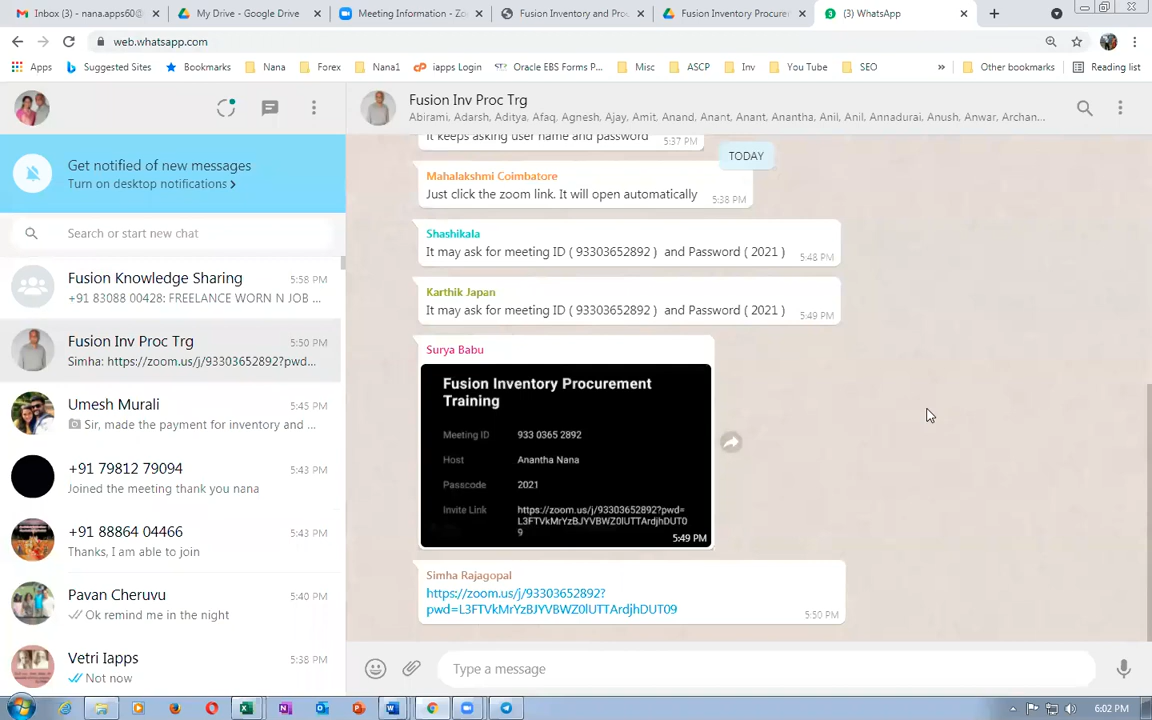 Inbox (3) - nana.apps60@
My Drive - Google Drive
Meeting Information - Zo
Fusion Inventory and Pro
Fusion Inventory Procure
(3) WhatsApp
web.whatsapp.com
Apps
Suggested Sites
Bookmarks
Nana
Forex
Nana1
iapps Login
Oracle EBS Forms P...
Misc
ASCP
Inv
You Tube
SEO
Other bookmarks
Reading list
Fusion Inv Proc Trg
Abirami, Adarsh, Aditya, Afaq, Agnesh, Ajay, Amit, Anand, Anant, Anant, Anantha, Anil, Anil, Annadurai, Anush, Anwar, Archan...
Get notified of new messages
Turn on desktop notifications >
Search or start new chat
Fusion Knowledge Sharing
5:58 PM
+91 83088 00428: FREELANCE WORN N JOB ...
Fusion Inv Proc Trg
5:50 PM
Simha: https://zoom.us/j/93303652892?pwd...
Umesh Murali
5:45 PM
Sir, made the payment for inventory and ...
+91 79812 79094
5:43 PM
Joined the meeting thank you nana
+91 88864 04466
5:43 PM
Thanks, I am able to join
Pavan Cheruvu
5:40 PM
Ok remind me in the night
Vetri Iapps
5:38 PM
Not now
It keeps asking user name and password
5:37 PM
TODAY
Mahalakshmi Coimbatore
Just click the zoom link. It will open automatically
5:38 PM
Shashikala
It may ask for meeting ID ( 93303652892 ) and Password ( 2021 )
5:48 PM
Karthik Japan
It may ask for meeting ID ( 93303652892 ) and Password ( 2021 )
5:49 PM
Surya Babu
Fusion Inventory Procurement
Training
Meeting ID 933 0365 2892
Host Anantha Nana
Passcode 2021
Invite Link https://zoom.us/j/93303652892?pwd=
L3FTVkMrYzBJYVBWZ0lUTTArdjhDUT0
9
5:49 PM
Simha Rajagopal
https://zoom.us/j/93303652892?
pwd=L3FTVkMrYzBJYVBWZ0lUTTArdjhDUT09
5:50 PM
Type a message
6:02 PM